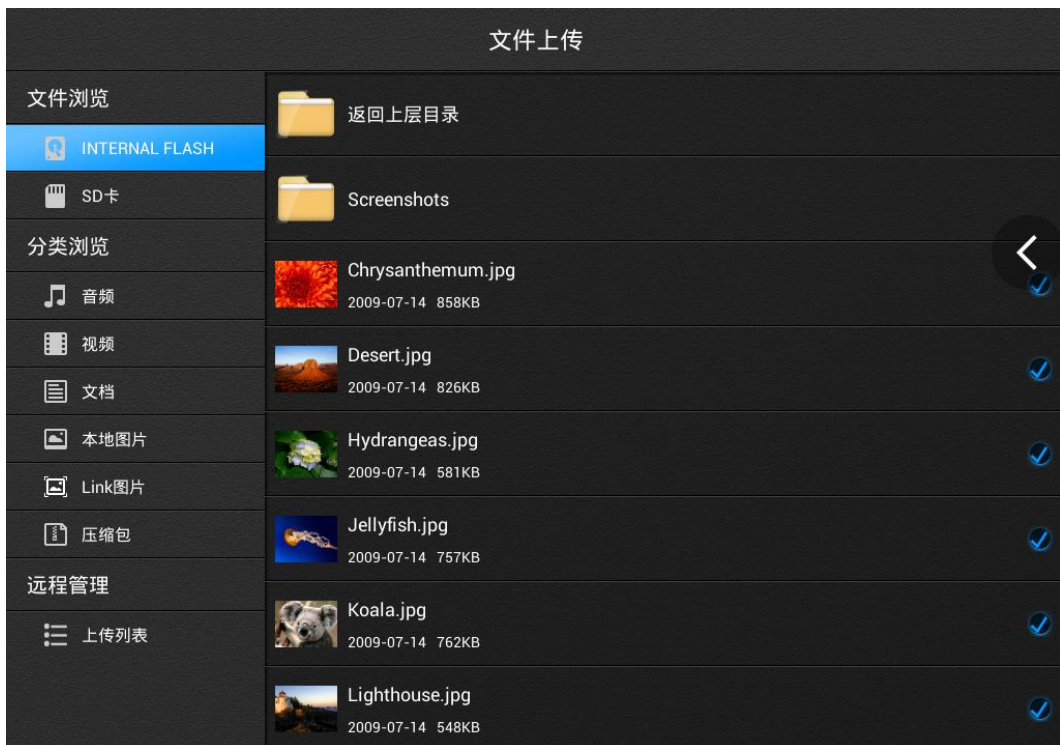 文件上传
文件浏览
INTERNAL FLASH
SD卡
分类浏览
音频
视频
文档
本地图片
Link图片
压缩包
远程管理
上传列表
返回上层目录
Screenshots
Chrysanthemum.jpg
2009-07-14 858KB
Desert.jpg
2009-07-14 826KB
Hydrangeas.jpg
2009-07-14 581KB
Jellyfish.jpg
2009-07-14 757KB
Koala.jpg
2009-07-14 762KB
Lighthouse.jpg
2009-07-14 548KB